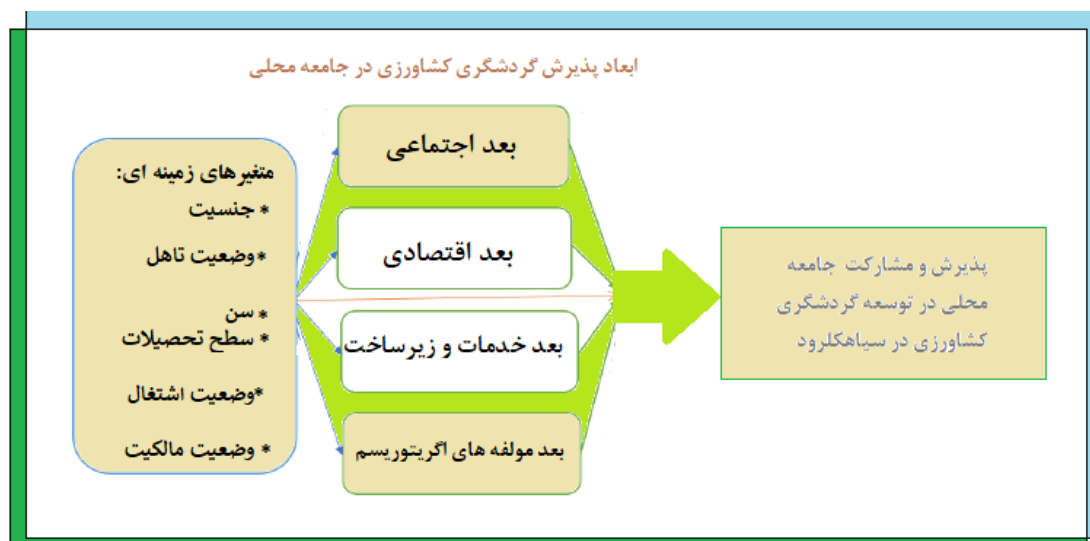 ابعاد پذیرش گردشگری کشاورزی در جامعه محلی
متغیرهای زمینه ای:
* جنسیت
*وضعیت تاهل
* سن
* سطح تحصیلات
*وضعیت اشتغال
* وضعیت مالکیت
بعد اجتماعی
بعد اقتصادی
بعد خدمات و زیرساخت
بعد مولفه های اگریتوریسم
پذیرش و مشارکت جامعه
محلی در توسعه گردشگری
کشاورزی در سیاهکلرود